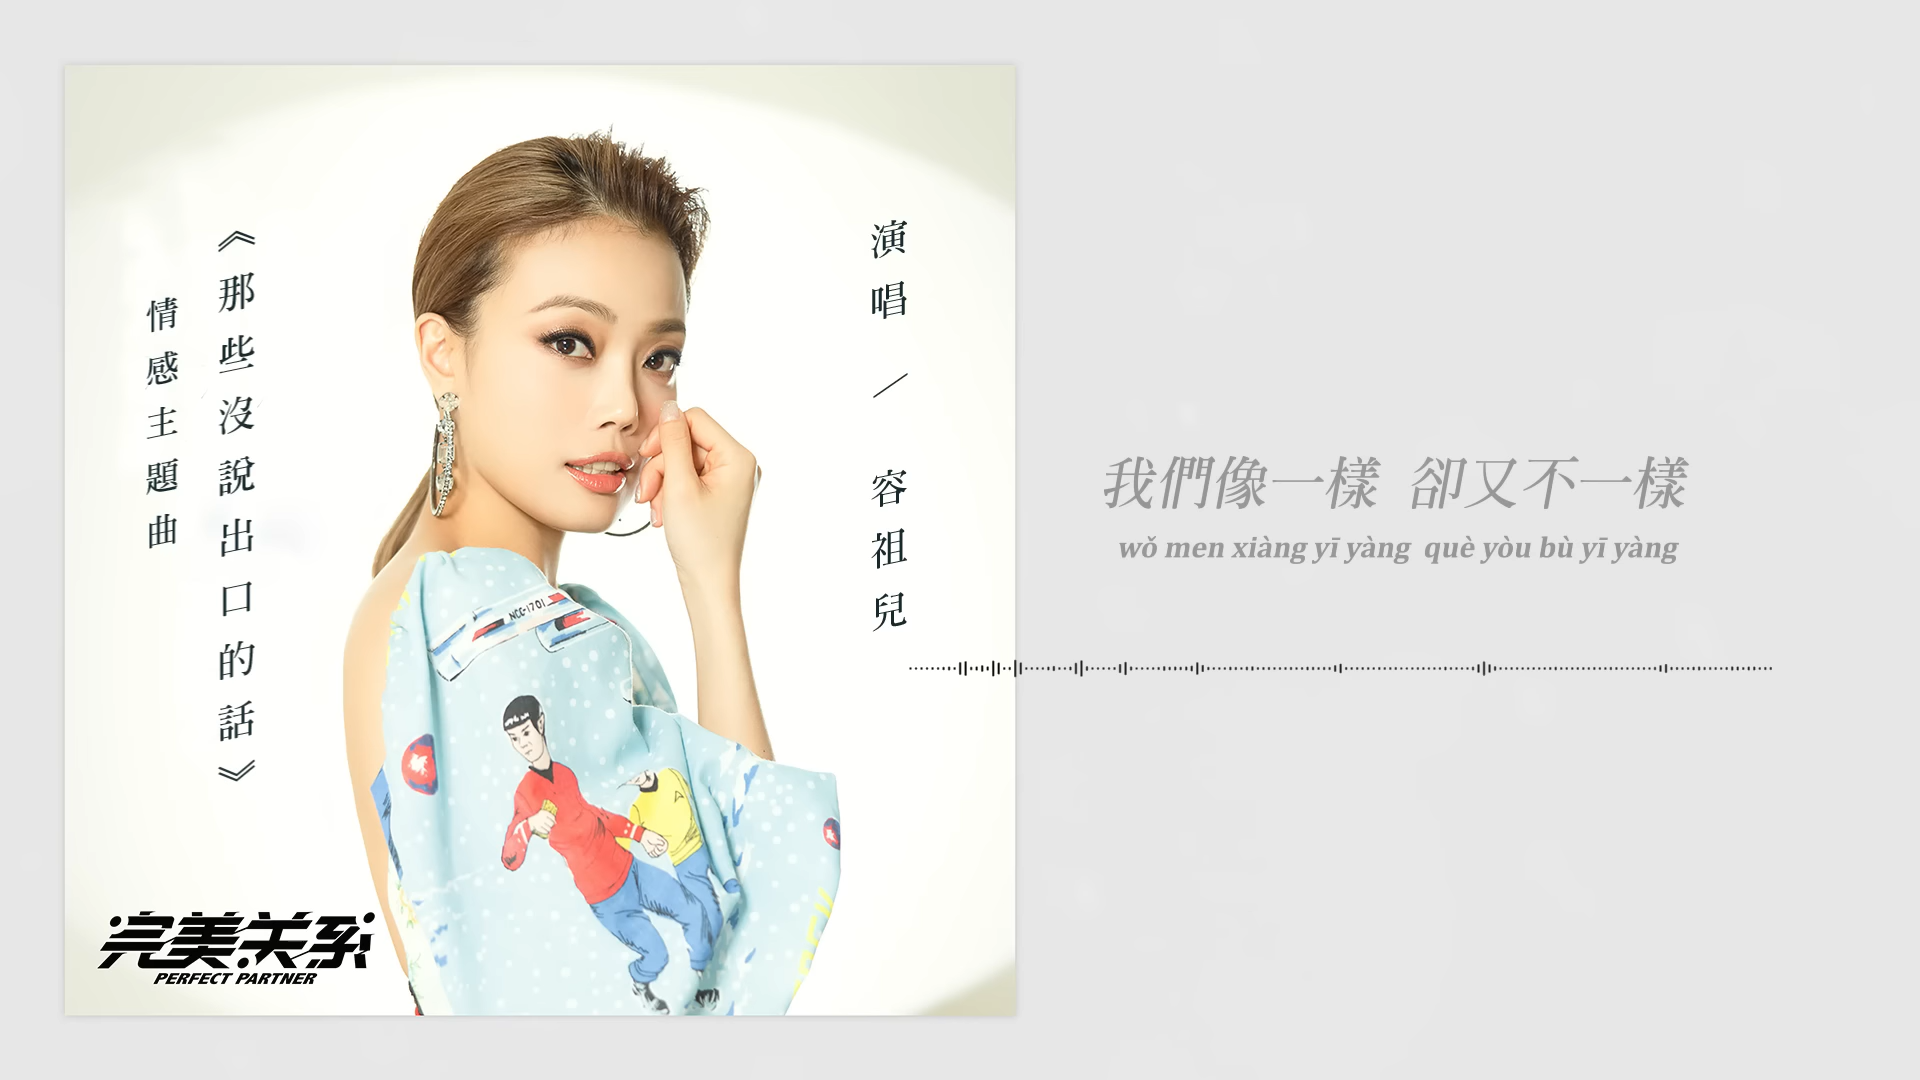 《那些沒說出口的話》
情感主題曲
演唱 / 容祖兒
NCC-1701
完美关系
PERFECT PARTNER
我們像一樣 卻又不一樣
wǒ men xiàng yī yàng què yòu bù yī yàng